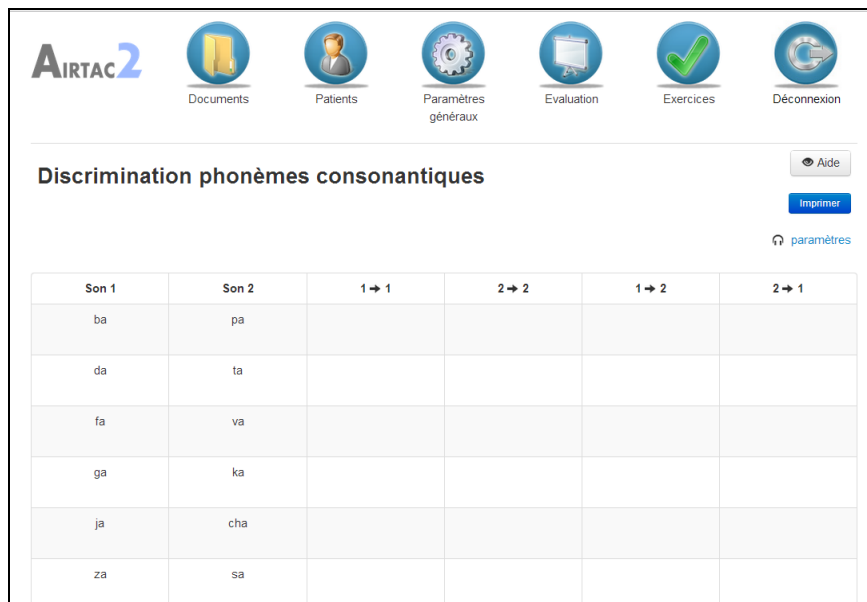 AIRTAC2
Documents
Patients
Paramètres
généraux
Evaluation
Exercices
Déconnexion
Aide
Discrimination phonèmes consonantiques
Imprimer
paramètres
Son 1 Son 2 1 ➔ 1 2 ➔ 2 1 ➔ 2 2 ➔ 1
ba pa
da ta
fa va
ga ka
ja cha
za sa